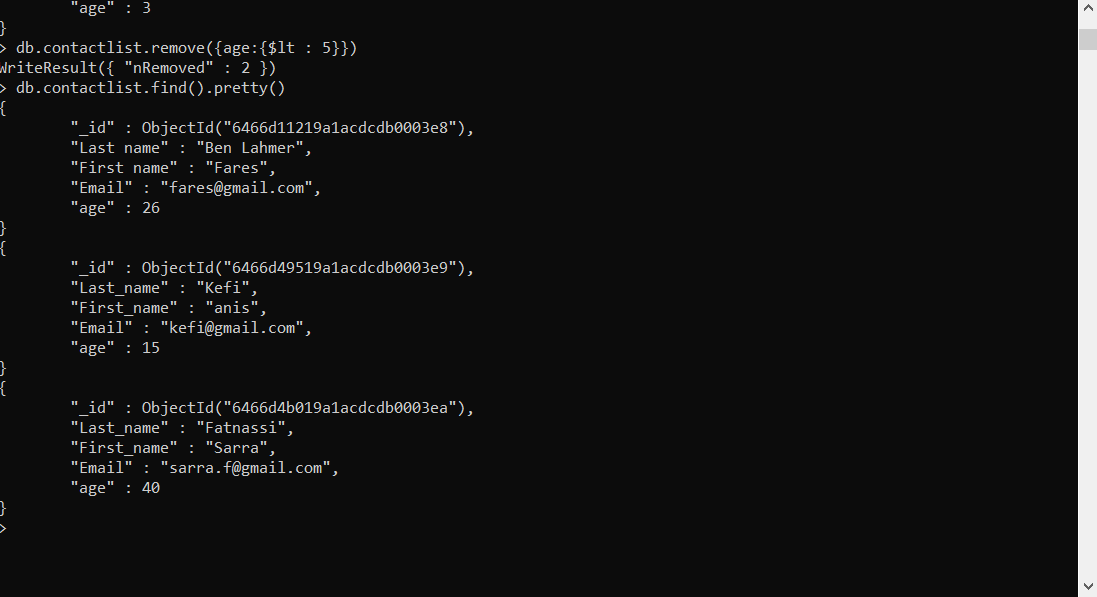 "age" : 3
}
> db.contactlist.remove({age:{$lt : 5}})
WriteResult({ "nRemoved" : 2 })
> db.contactlist.find().pretty()
{
"_id" : ObjectId("6466d11219a1acdcdb0003e8"),
"Last name" : "Ben Lahmer",
"First name" : "Fares",
"Email" : "fares@gmail.com",
"age" : 26
}
{
"_id" : ObjectId("6466d49519a1acdcdb0003e9"),
"Last_name" : "Kefi",
"First_name" : "anis",
"Email" : "kefi@gmail.com",
"age" : 15
}
{
"_id" : ObjectId("6466d4b019a1acdcdb0003ea"),
"Last_name" : "Fatnassi",
"First_name" : "Sarra",
"Email" : "sarra.f@gmail.com",
"age" : 40
}
>